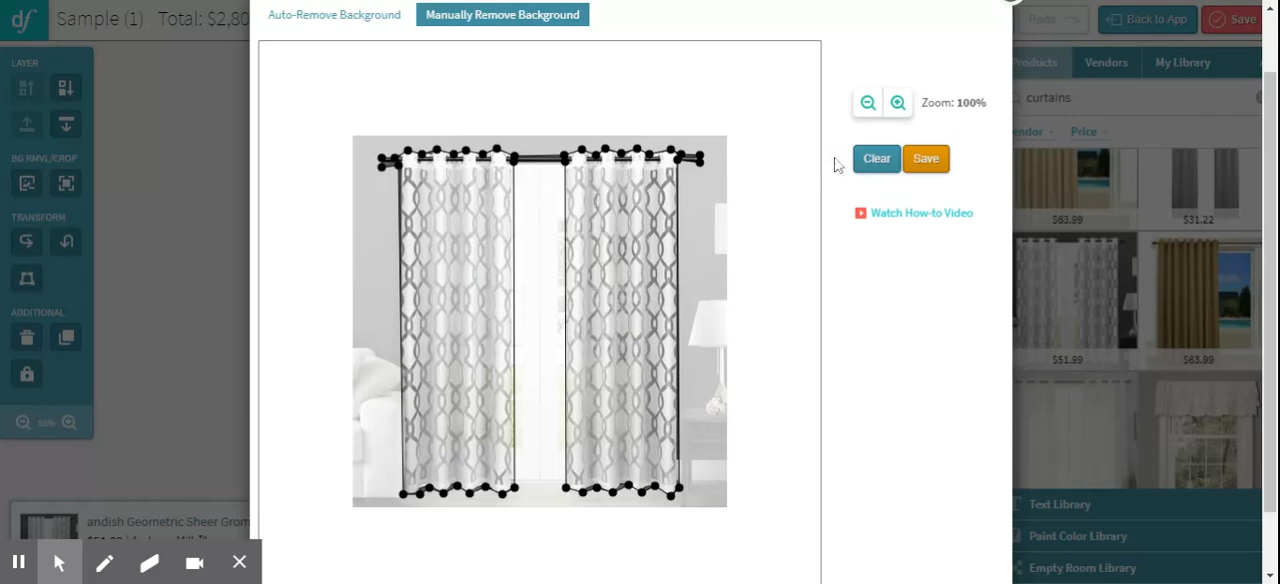 df
Sample (1) Total: $2,80
Auto-Remove Background
Manually Remove Background
Redo
Back to App
Save
LAYER
BG RMVL/CROP
TRANSFORM
ADDITIONAL
Zoom: 100%
Clear
Save
Watch How-to Video
Products
Vendors
My Library
curtains
Price
$63.99
$31.22
$51.99
$63.99
andish Geometric Sheer Grom
Text Library
Paint Color Library
Empty Room Library